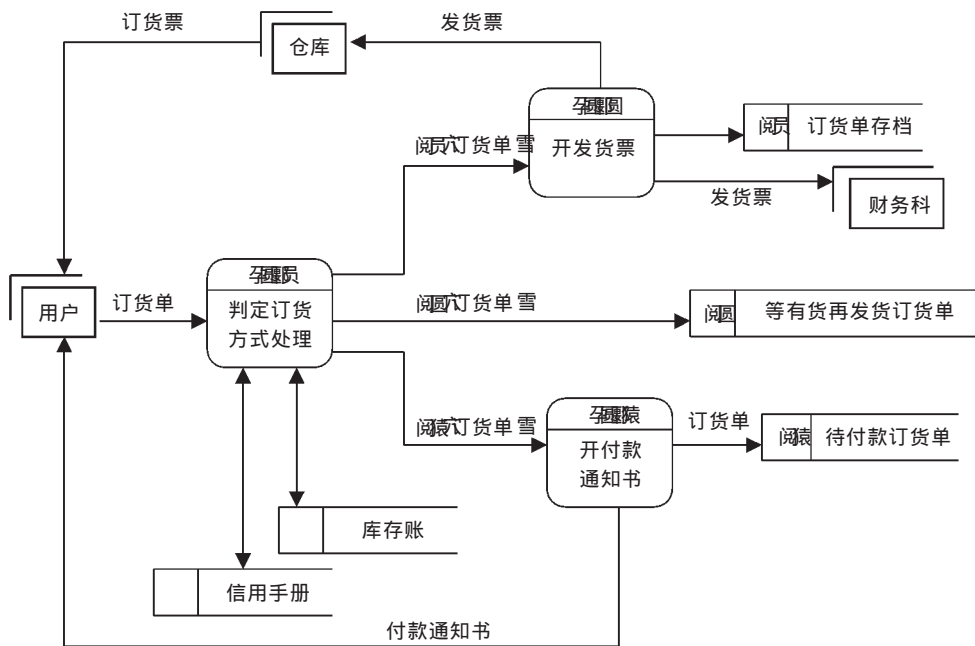 订货票
发货票
仓库
开发货票
订货单存档
订货单
发货票
财务科
用户
订货单
判定订货
方式处理
订货单
等有货再发货订货单
订货单
开付款
通知书
订货单
待付款订货单
库存账
信用手册
付款通知书